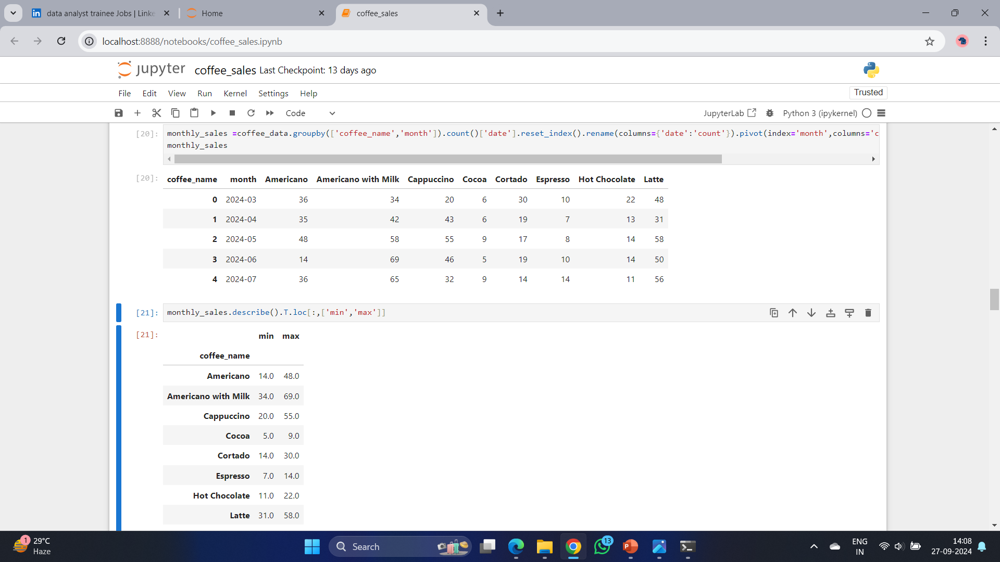 data analyst trainee Jobs | Linke
Home
coffee_sales
localhost:8888/notebooks/coffee_sales.ipynb
jupyter coffee_sales Last Checkpoint: 13 days ago
File Edit View Run Kernel Settings Help Trusted
Code JupyterLab Python 3 (ipykernel)
[20]: monthly_sales =coffee_data.groupby(['coffee_name','month']).count()['date'].reset_index().rename(columns={'date':'count'}).pivot(index='month',columns='c
monthly_sales
[20]: coffee_name month Americano Americano with Milk Cappuccino Cocoa Cortado Espresso Hot Chocolate Latte
0 2024-03 36 34 20 6 30 10 22 48
1 2024-04 35 42 43 6 19 7 13 31
2 2024-05 48 58 55 9 17 8 14 58
3 2024-06 14 69 46 5 19 10 14 50
4 2024-07 36 65 32 9 14 14 11 56
[21]: monthly_sales.describe().T.loc[:,['min','max']]
[21]: min max
coffee_name
Americano 14.0 48.0
Americano with Milk 34.0 69.0
Cappuccino 20.0 55.0
Cocoa 5.0 9.0
Cortado 14.0 30.0
Espresso 7.0 14.0
Hot Chocolate 11.0 22.0
Latte 31.0 58.0
1 29°C
Haze
Search
13
ENG
IN
14:08
27-09-2024